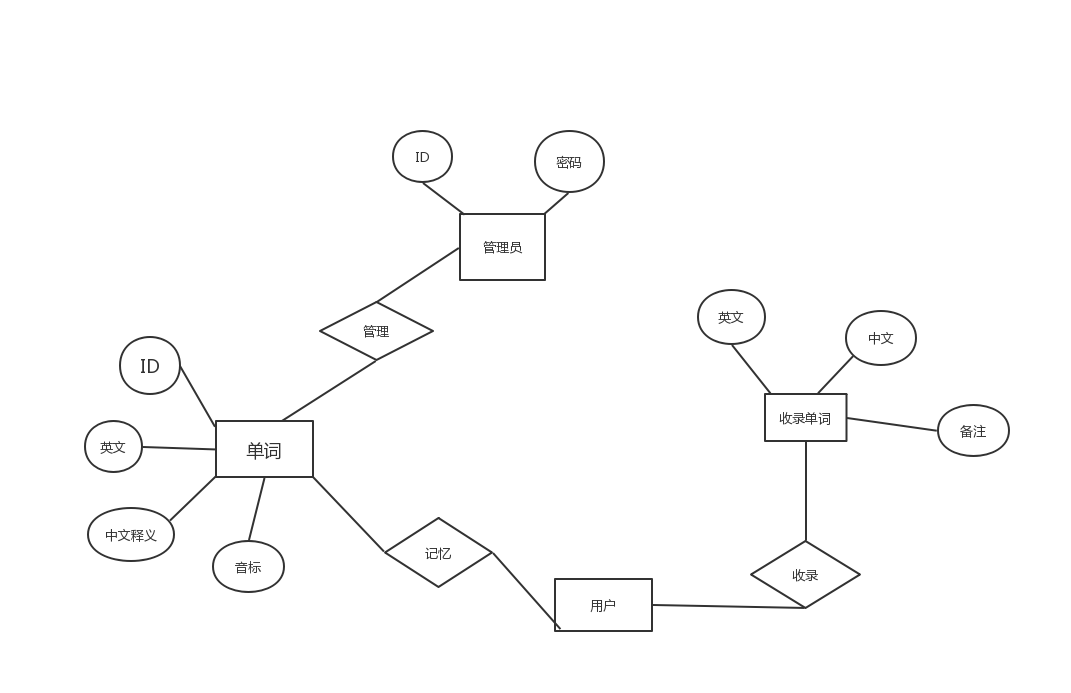 ID
密码
管理员
管理
英文
中文
ID
收录单词
备注
英文
单词
中文释义
音标
记忆
收录
用户